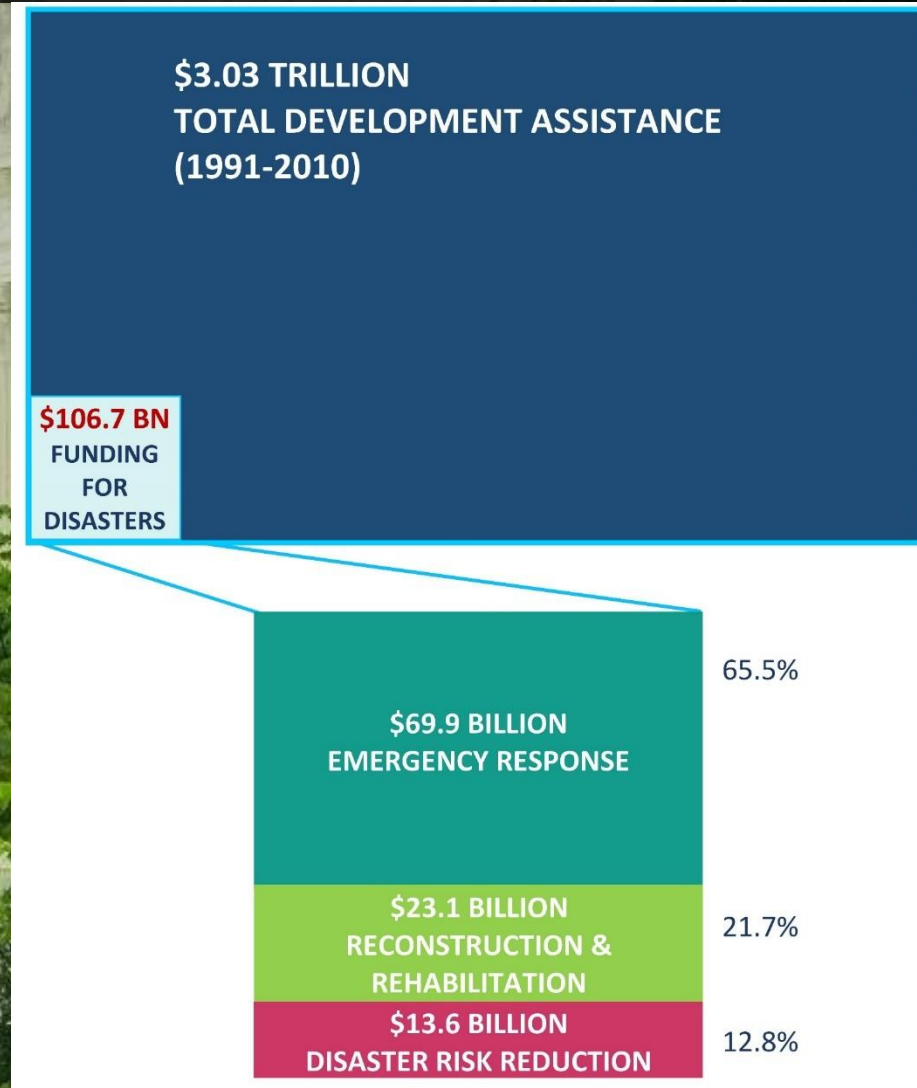 $3.03 TRILLION
TOTAL DEVELOPMENT ASSISTANCE
(1991-2010)
$106.7 BN
FUNDING
FOR
DISASTERS
65.5%
$69.9 BILLION
EMERGENCY RESPONSE
$23.1 BILLION
RECONSTRUCTION &
REHABILITATION
21.7%
$13.6 BILLION
DISASTER RISK REDUCTION
12.8%